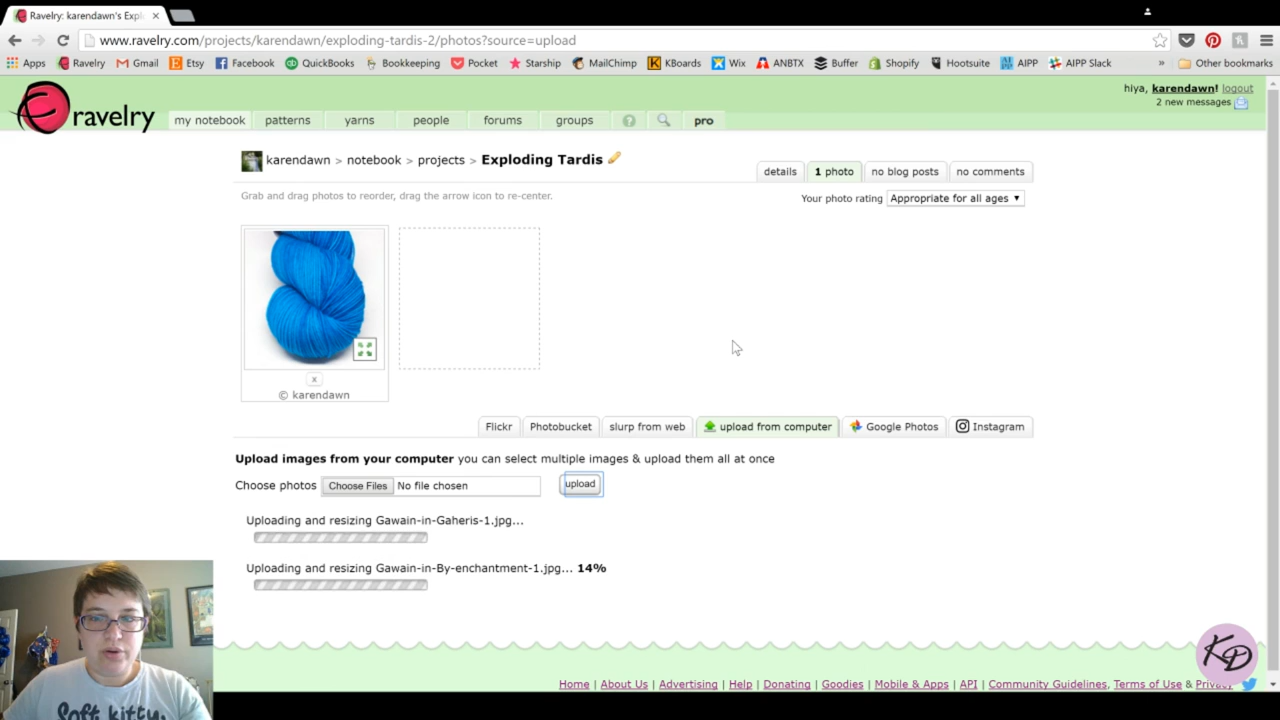 Ravelry: karendawn's Expl
www.ravelry.com/projects/karendawn/exploding-tardis-2/photos?source=upload
Apps Ravelry Gmail Etsy Facebook QuickBooks Bookkeeping Pocket Starship MailChimp KBoards Wix ANBTX Buffer Shopify Hootsuite AIPP AIPP Slack » Other bookmarks
hiya, karendawn! logout
2 new messages
ravelry my notebook patterns yarns people forums groups ? pro
karendawn > notebook > projects > Exploding Tardis
details 1 photo no blog posts no comments
Grab and drag photos to reorder, drag the arrow icon to re-center.
Your photo rating Appropriate for all ages
x
© karendawn
Flickr Photobucket slurp from web upload from computer Google Photos Instagram
Upload images from your computer you can select multiple images & upload them all at once
Choose photos Choose Files No file chosen upload
Uploading and resizing Gawain-in-Gaheris-1.jpg...
Uploading and resizing Gawain-in-By-enchantment-1.jpg... 14%
KD
Home | About Us | Advertising | Help | Donating | Goodies | Mobile & Apps | API | Community Guidelines, Terms of Use & Privacy
Soft kitty,